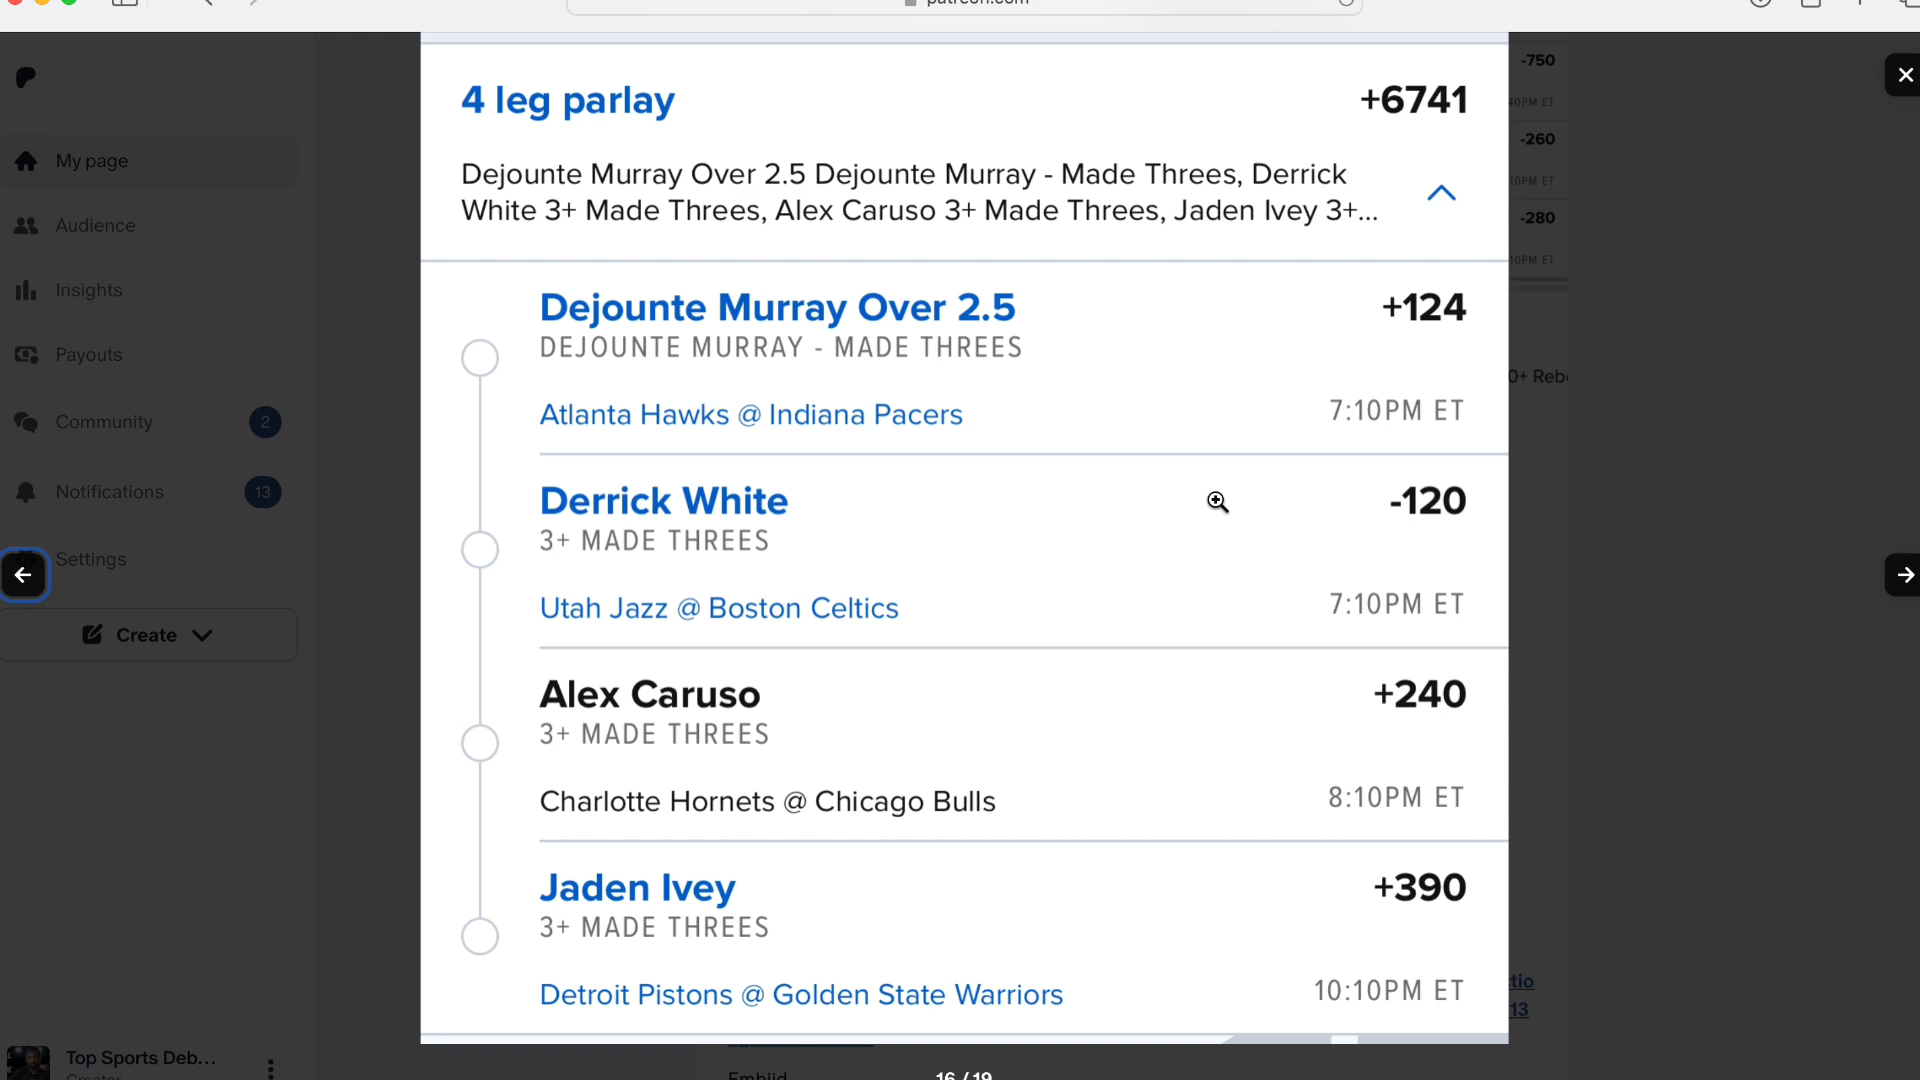 -750
4 leg parlay
+6741
-260
Dejounte Murray Over 2.5 Dejounte Murray - Made Threes, Derrick
White 3+ Made Threes, Alex Caruso 3+ Made Threes, Jaden Ivey 3+...
-280
My page
Audience
Insights
Payouts
Community
2
Notifications
13
Settings
Create
Dejounte Murray Over 2.5
+124
DEJOUNTE MURRAY - MADE THREES
Atlanta Hawks @ Indiana Pacers
7:10PM ET
Derrick White
-120
3+ MADE THREES
Utah Jazz @ Boston Celtics
7:10PM ET
Alex Caruso
+240
3+ MADE THREES
Charlotte Hornets @ Chicago Bulls
8:10PM ET
Jaden Ivey
+390
3+ MADE THREES
Detroit Pistons @ Golden State Warriors
10:10PM ET
13
Top Sports Deb...
16 / 19